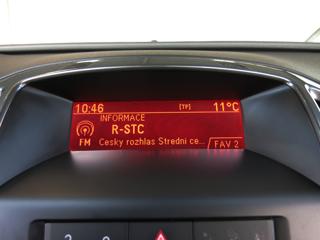 10:46 [TP] 11°C
INFORMACE
R-STC
FM Cesky rozhlas Stredni ce... FAV 2